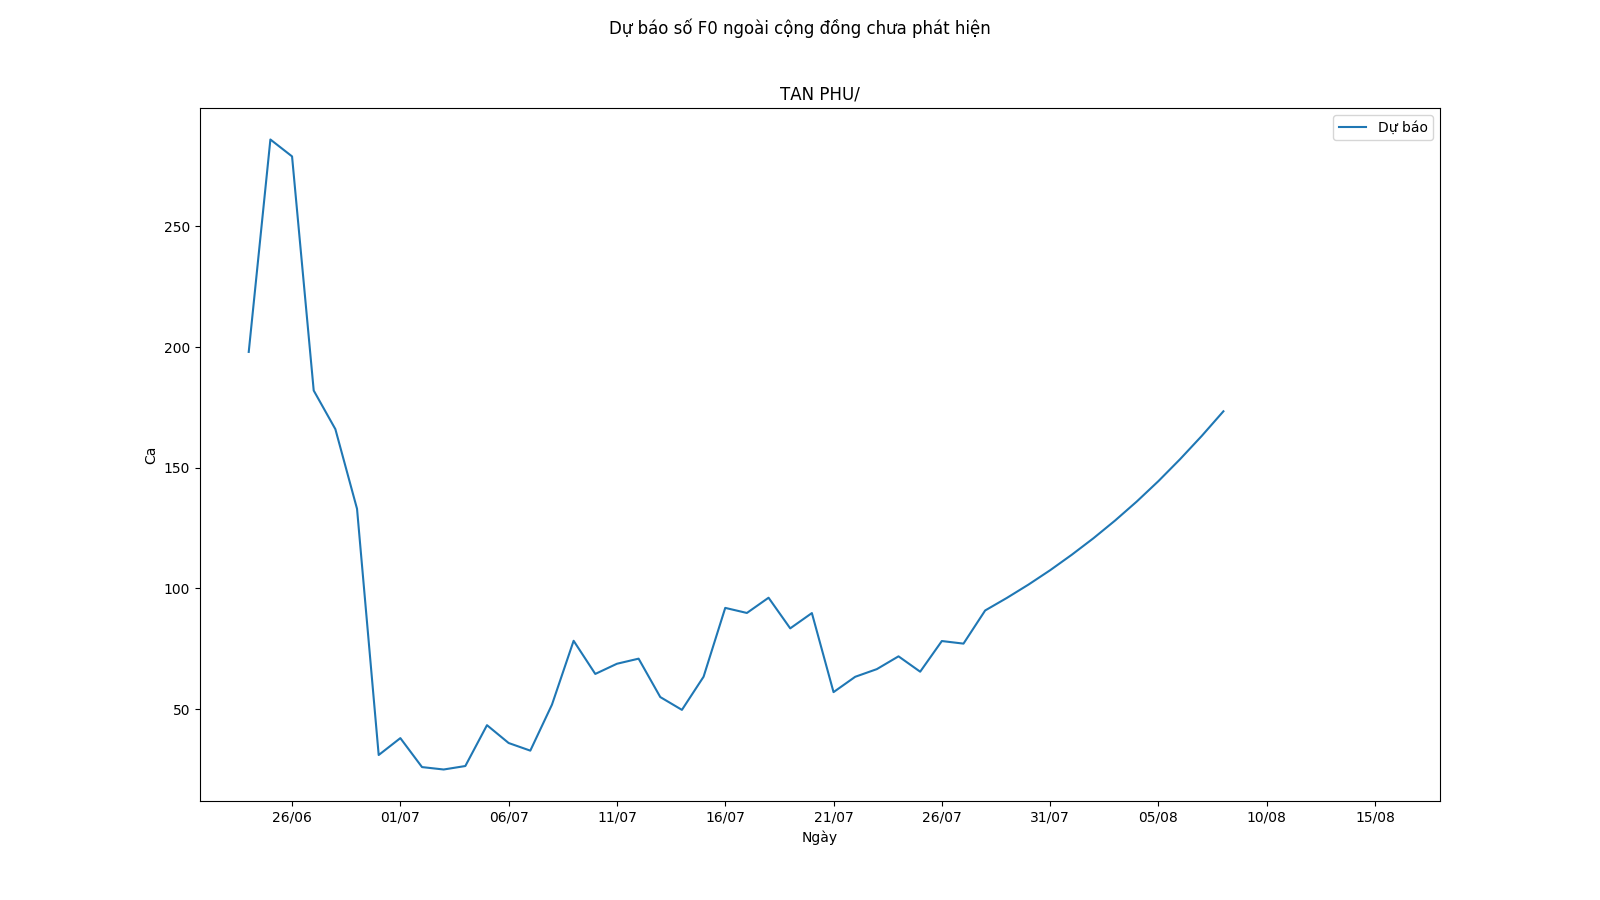 Dự báo số F0 ngoài cộng đồng chưa phát hiện
TAN PHU/
Dự báo
250
200
150
100
50
Ca
26/06 01/07 06/07 11/07 16/07 21/07 26/07 31/07 05/08 10/08 15/08
Ngày